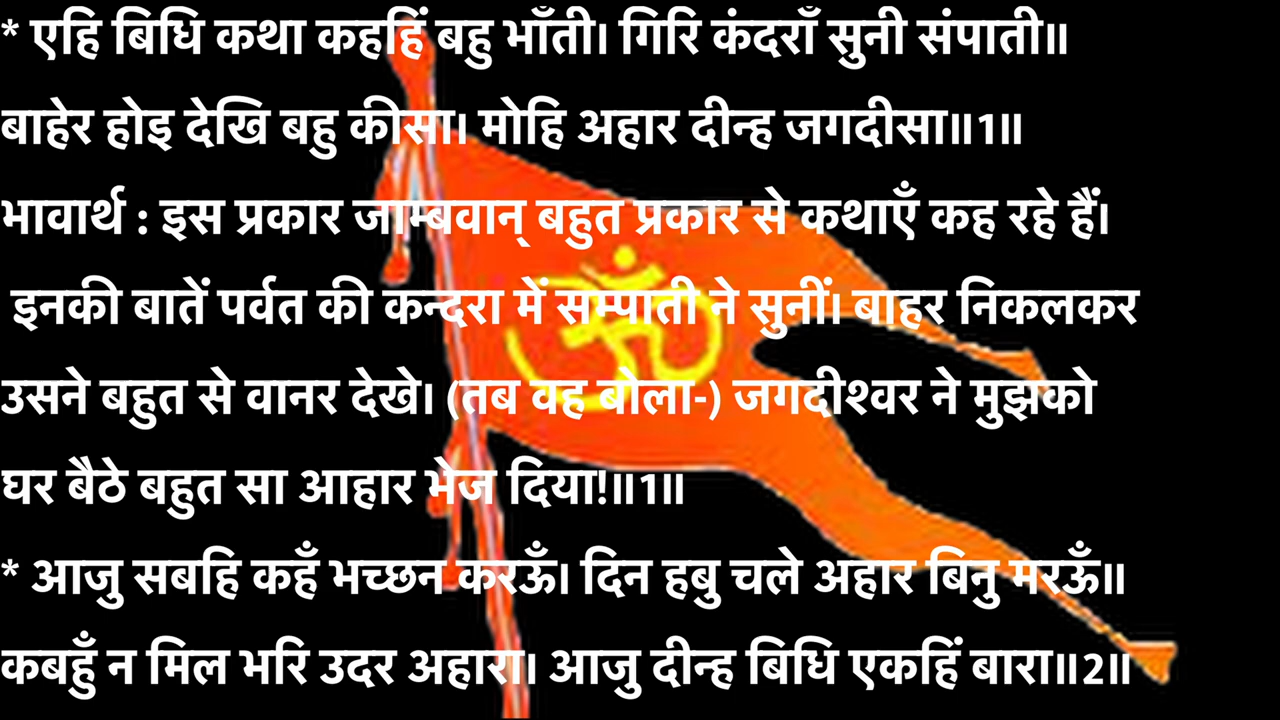 * एहि बिधि कथा कहहिं बहु भाँती। गिरि कंदराँ सुनी संपाती॥
बाहेर होइ देखि बहु कीसा। मोहि अहार दीन्ह जगदीसा॥1॥
भावार्थ : इस प्रकार जाम्बवान् बहुत प्रकार से कथाएँ कह रहे हैं।
इनकी बातें पर्वत की कन्दरा में सम्पाती ने सुनीं। बाहर निकलकर
उसने बहुत से वानर देखे। (तब वह बोला-) जगदीश्वर ने मुझको
घर बैठे बहुत सा आहार भेज दिया!॥1॥
* आजु सबहि कहँ भच्छन करऊँ। दिन हबु चले अहार बिनु मरऊँ॥
कबहुँ न मिल भरि उदर अहारा। आजु दीन्ह बिधि एकहिं बारा॥2॥
ॐ